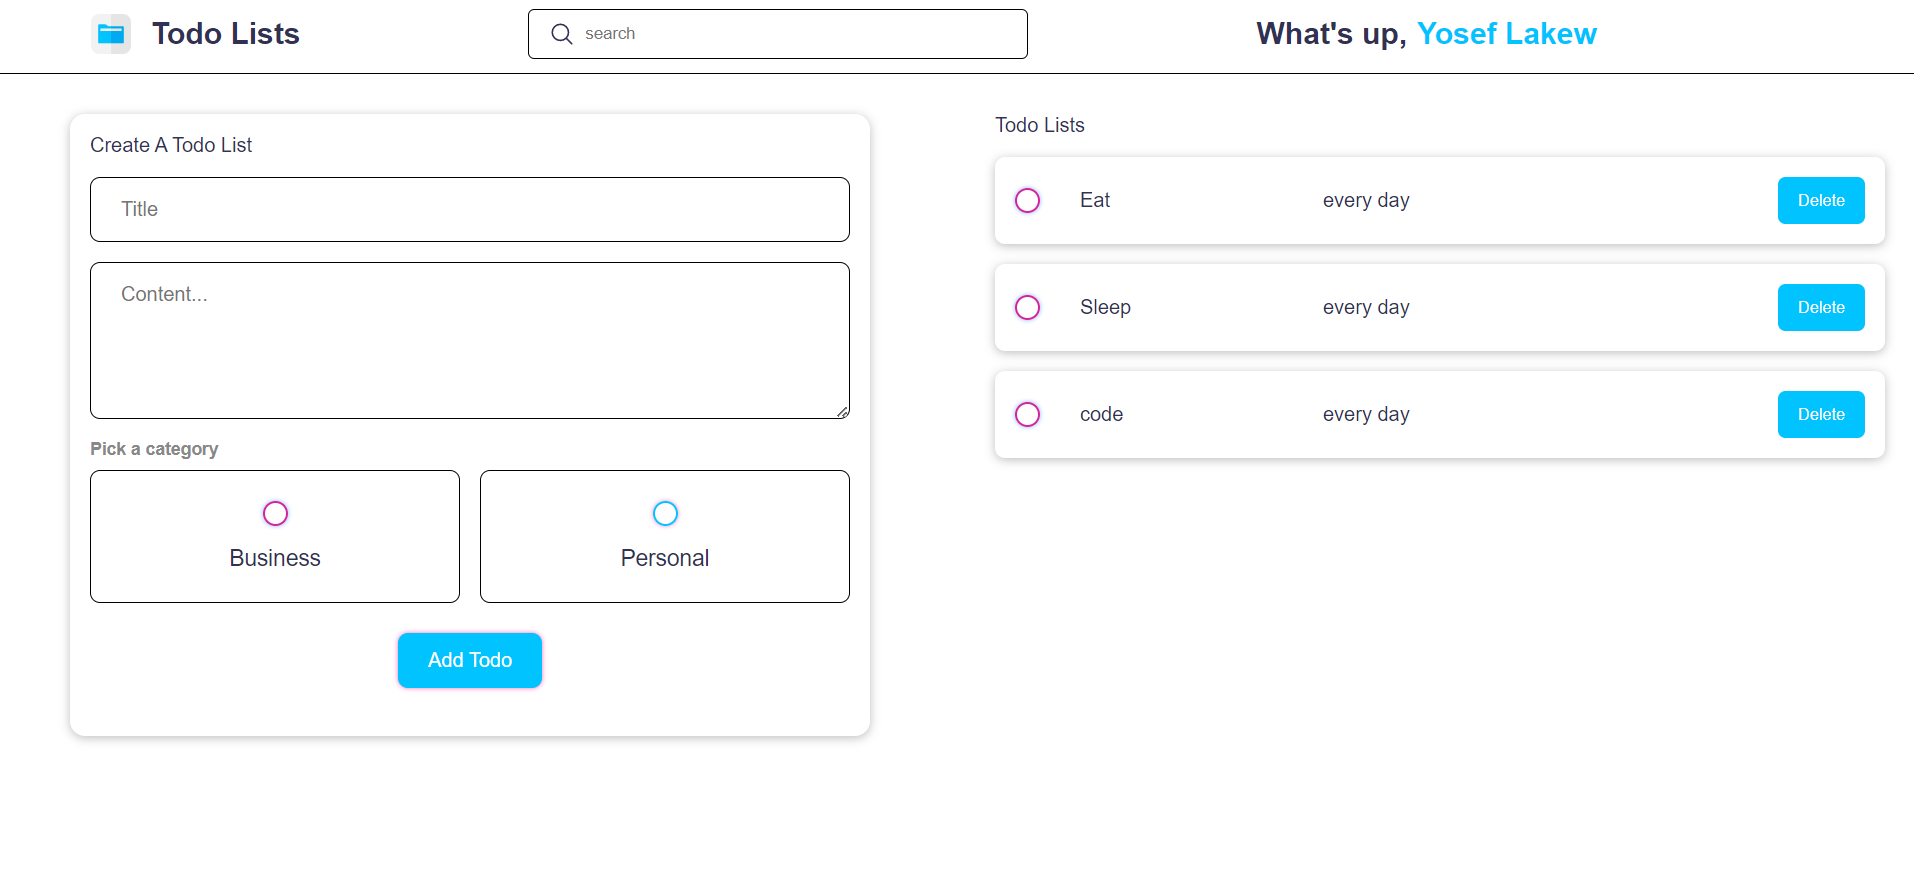 Todo Lists
search
What's up, Yosef Lakew
Create A Todo List
Title
Content...
Pick a category
Business
Personal
Add Todo
Todo Lists
Eat every day Delete
Sleep every day Delete
code every day Delete